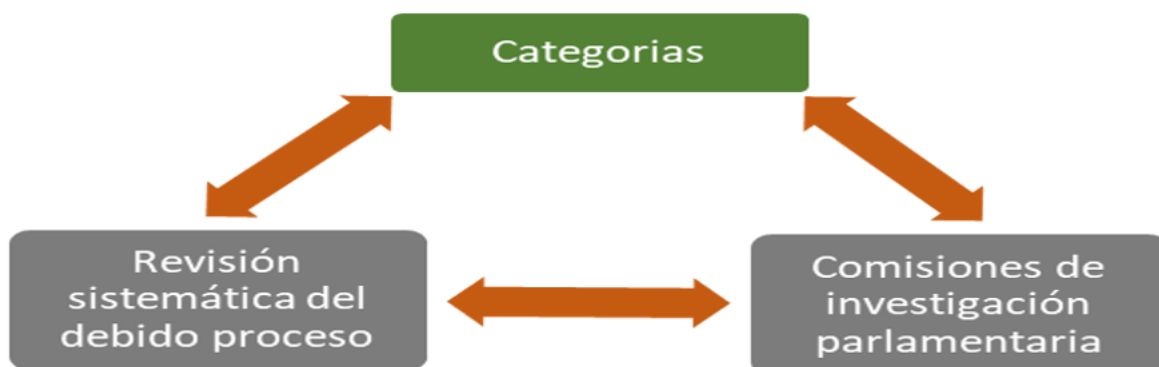 Categorias
Revisión
sistemática del
debido proceso
Comisiones de
investigación
parlamentaria